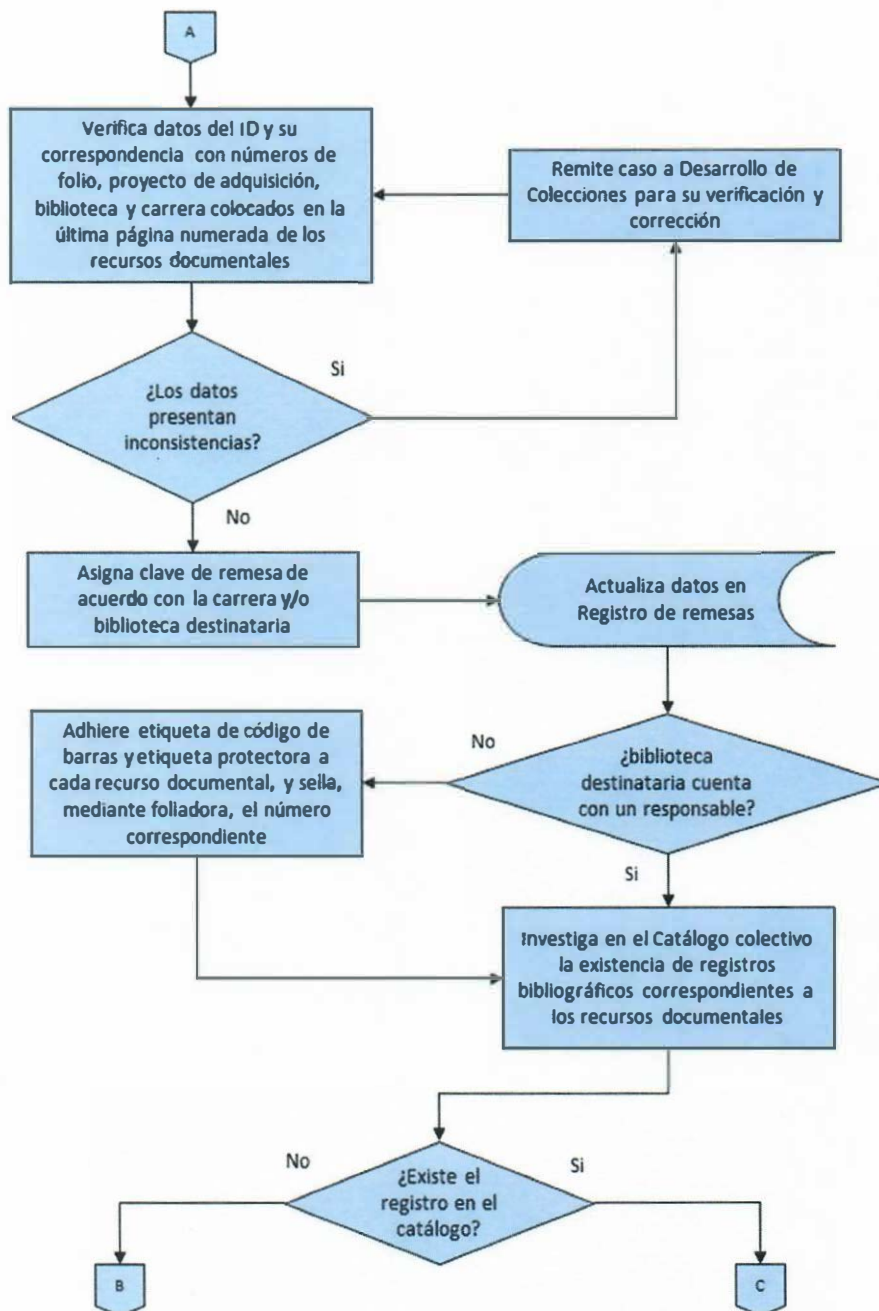 A
Verifica datos del ID y su
correspondencia con números de
folio, proyecto de adquisición,
biblioteca y carrera colocados en la
última página numerada de los
recursos documentales
Remite caso a Desarrollo de
Colecciones para su verificación y
corrección
¿Los datos
presentan
inconsistencias?
Si
No
Asigna clave de remesa de
acuerdo con la carrera y/o
biblioteca destinataria
Actualiza datos en
Registro de remesas
¿biblioteca
destinataria cuenta
con un responsable?
No
Si
Adhiere etiqueta de código de
barras y etiqueta protectora a
cada recurso documental, y sella,
mediante foliadora, el número
correspondiente
Investiga en el Catálogo colectivo
la existencia de registros
bibliográficos correspondientes a
los recursos documentales
¿Existe el
registro en el
catálogo?
No
Si
B
C